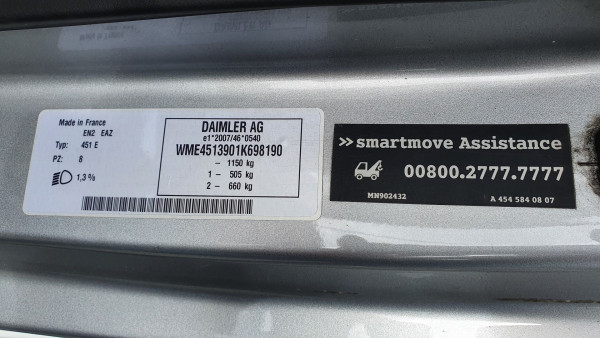 Made in France
EN2 EAZ
Typ: 451 E
PZ: 8
1,3 %
DAIMLER AG
e1*2007/46*0540
WME4513901K698190
– 1150 kg
1 – 505 kg
2 – 660 kg
>> smartmove Assistance
00800.2777.7777
MN902432
A 454 584 08 07